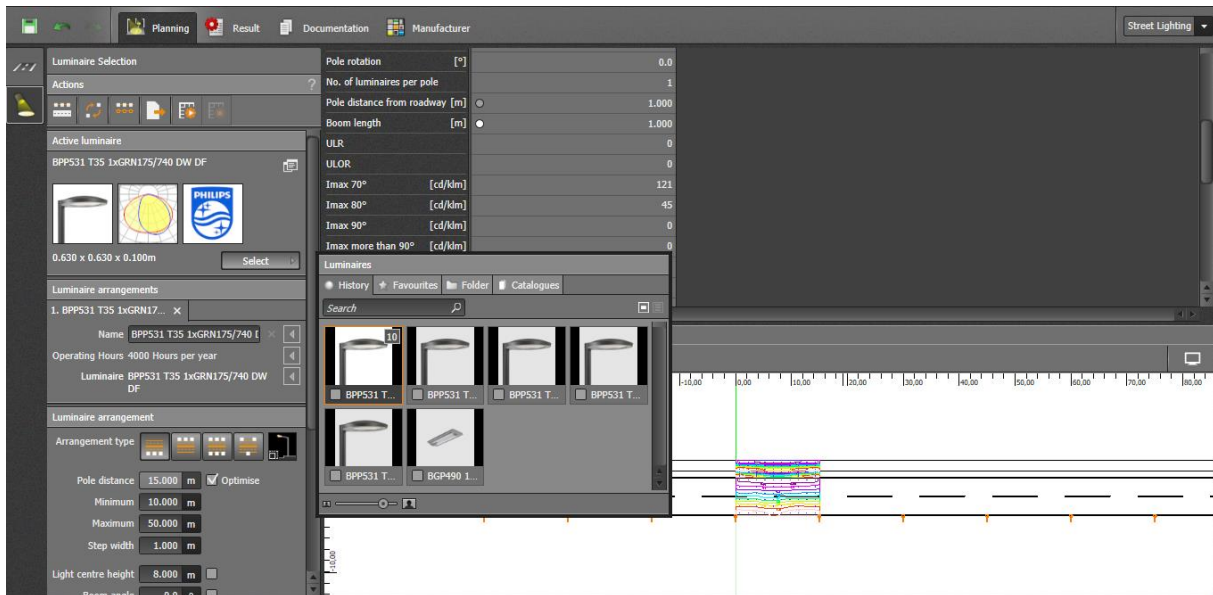 Planning Result Documentation Manufacturer Street Lighting
Luminaire Selection
Actions ?
Active luminaire
BPP531 T35 1xGRN175/740 DW DF
PHILIPS
0.630 x 0.630 x 0.100m Select
Luminaire arrangements
1. BPP531 T35 1xGRN17... ×
Name BPP531 T35 1xGRN175/740 ×
Operating Hours 4000 Hours per year
Luminaire BPP531 T35 1xGRN175/740 DW
DF
Luminaire arrangement
Arrangement type
Pole distance 15.000 m Optimise
Minimum 10.000 m
Maximum 50.000 m
Step width 1.000 m
Light centre height 8.000 m
Pole rotation [°] 0.0
No. of luminaires per pole 1
Pole distance from roadway [m] 1.000
Boom length [m] 1.000
ULR 0
ULOR 0
Imax 70° [cd/klm] 121
Imax 80° [cd/klm] 45
Imax 90° [cd/klm] 0
Imax more than 90° [cd/klm] 0
Luminaires
History Favourites Folder Catalogues
Search
10
BPP531 T... BPP531 T... BPP531 T... BPP531 T...
BPP531 T... BGP490 1...
-10,00 0,00 10,00 20,00 30,00 40,00 50,00 60,00 70,00 80,00
-10,00